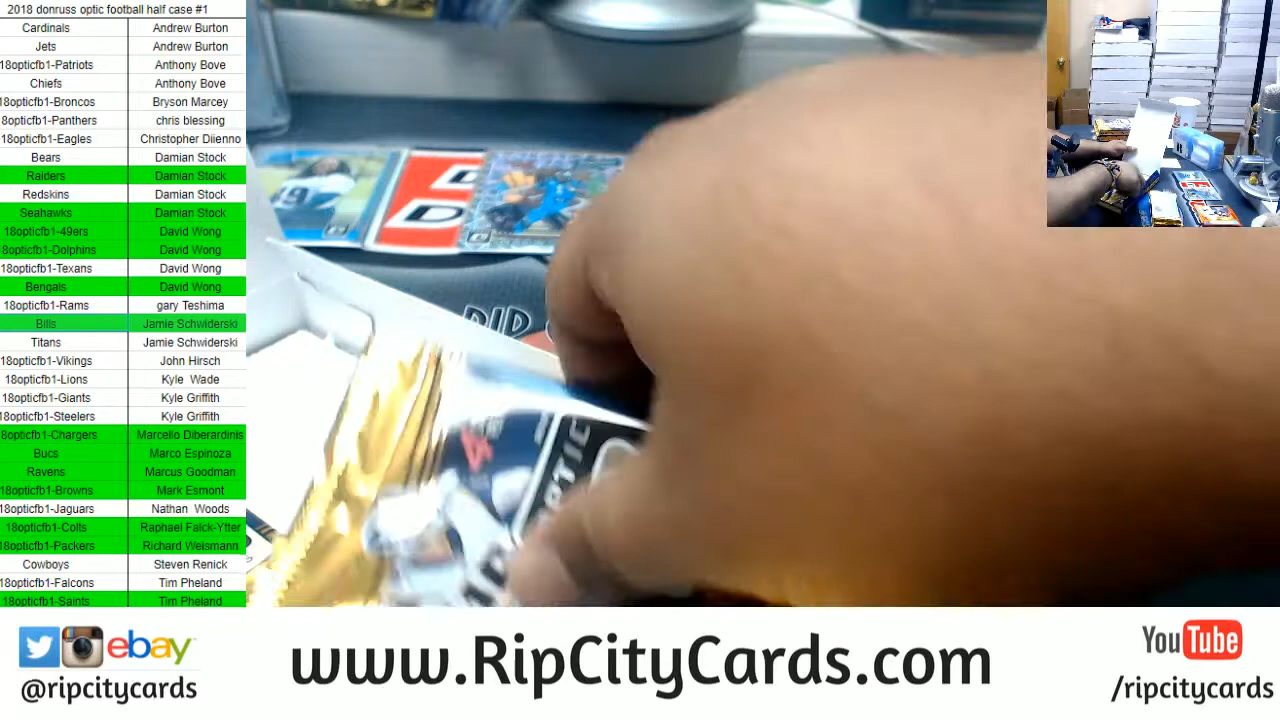 2018 donruss optic football half case #1
Cardinals Andrew Burton
Jets Andrew Burton
18opticfb1-Patriots Anthony Bove
Chiefs Anthony Bove
18opticfb1-Broncos Bryson Marcey
8opticfb1-Panthers chris blessing
18opticfb1-Eagles Christopher Diienno
Bears Damian Stock
Raiders Damian Stock
Redskins Damian Stock
Seahawks Damian Stock
18opticfb1-49ers David Wong
8opticfb1-Dolphins David Wong
18opticfb1-Texans David Wong
Bengals David Wong
18opticfb1-Rams gary Teshima
Bills Jamie Schwiderski
Titans Jamie Schwiderski
18opticfb1-Vikings John Hirsch
18opticfb1-Lions Kyle Wade
18opticfb1-Giants Kyle Griffith
18opticfb1-Steelers Kyle Griffith
8opticfb1-Chargers Marcello Diberardinis
Bucs Marco Espinoza
Ravens Marcus Goodman
18opticfb1-Browns Mark Esmont
18opticfb1-Jaguars Nathan Woods
18opticfb1-Colts Raphael Falck-Ytter
18opticfb1-Packers Richard Weismann
Cowboys Steven Renick
18opticfb1-Falcons Tim Pheland
18opticfb1-Saints Tim Pheland
RIP
ebay
@ripcitycards
www.RipCityCards.com
YouTube
/ripcitycards